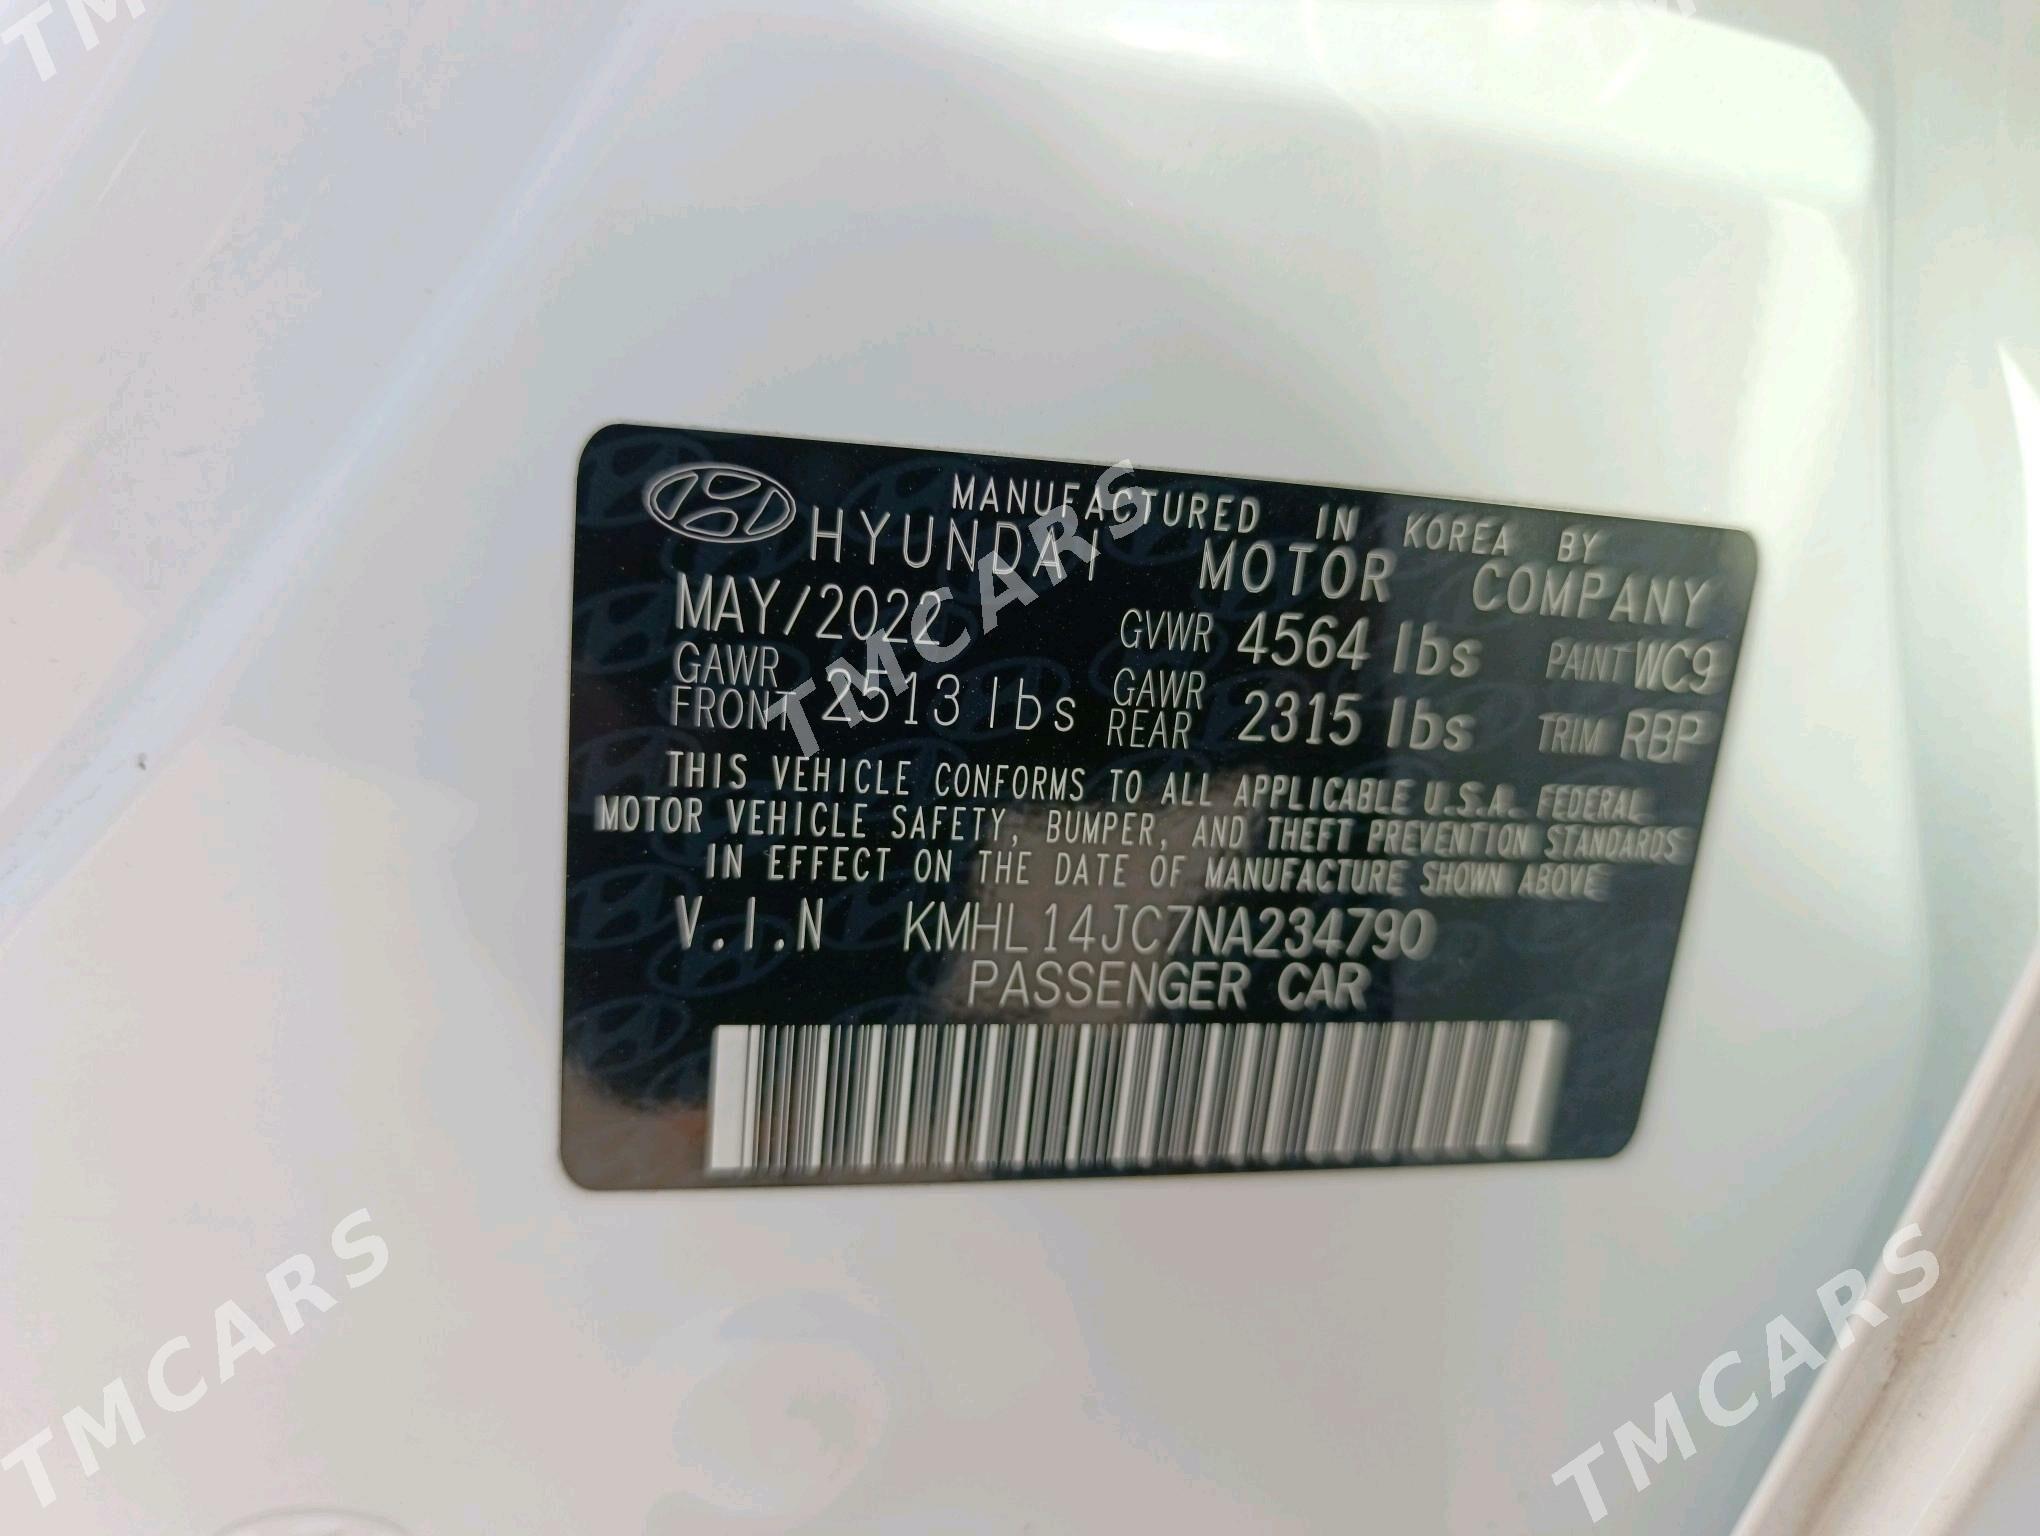 MANUFACTURED IN KOREA BY
HYUNDAI MOTOR COMPANY
MAY/2022 GVWR 4564 lbs PAINT WC9
GAWR FRONT 2513 lbs GAWR REAR 2315 lbs TRIM RBP
THIS VEHICLE CONFORMS TO ALL APPLICABLE U.S.A. FEDERAL
MOTOR VEHICLE SAFETY, BUMPER, AND THEFT PREVENTION STANDARDS
IN EFFECT ON THE DATE OF MANUFACTURE SHOWN ABOVE
V.I.N KMHL14JC7NA234790
PASSENGER CAR
TMCARS
TMCARS
TMCARS